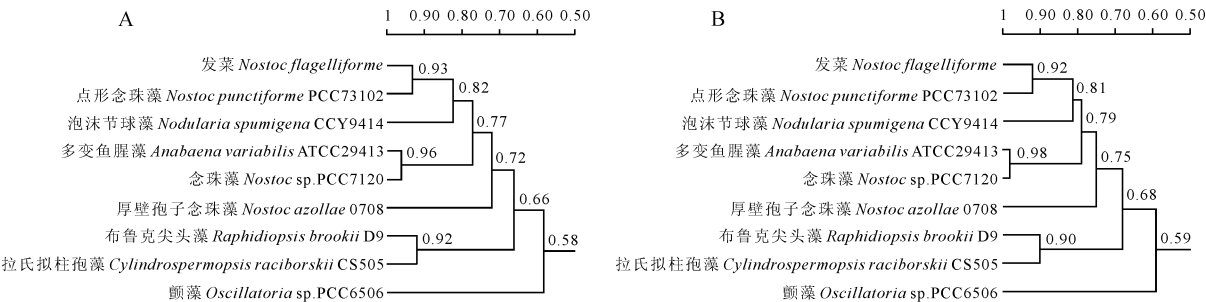 A
1 0.90 0.80 0.70 0.60 0.50
发菜 Nostoc flagelliforme
0.93
点形念珠藻 Nostoc punctiforme PCC73102
0.82
泡沫节球藻 Nodularia spumigena CCY9414
0.77
多变鱼腥藻 Anabaena variabilis ATCC29413
0.96
0.72
念珠藻 Nostoc sp.PCC7120
0.66
厚壁孢子念珠藻 Nostoc azollae 0708
布鲁克尖头藻 Raphidiopsis brookii D9
0.92
0.58
拉氏拟柱孢藻 Cylindrospermopsis raciborskii CS505
颤藻 Oscillatoria sp.PCC6506
B
1 0.90 0.80 0.70 0.60 0.50
发菜 Nostoc flagelliforme
0.92
点形念珠藻 Nostoc punctiforme PCC73102
0.81
泡沫节球藻 Nodularia spumigena CCY9414
0.79
多变鱼腥藻 Anabaena variabilis ATCC29413
0.98
0.75
念珠藻 Nostoc sp.PCC7120
0.68
厚壁孢子念珠藻 Nostoc azollae 0708
布鲁克尖头藻 Raphidiopsis brookii D9
0.90
0.59
拉氏拟柱孢藻 Cylindrospermopsis raciborskii CS505
颤藻 Oscillatoria sp.PCC6506